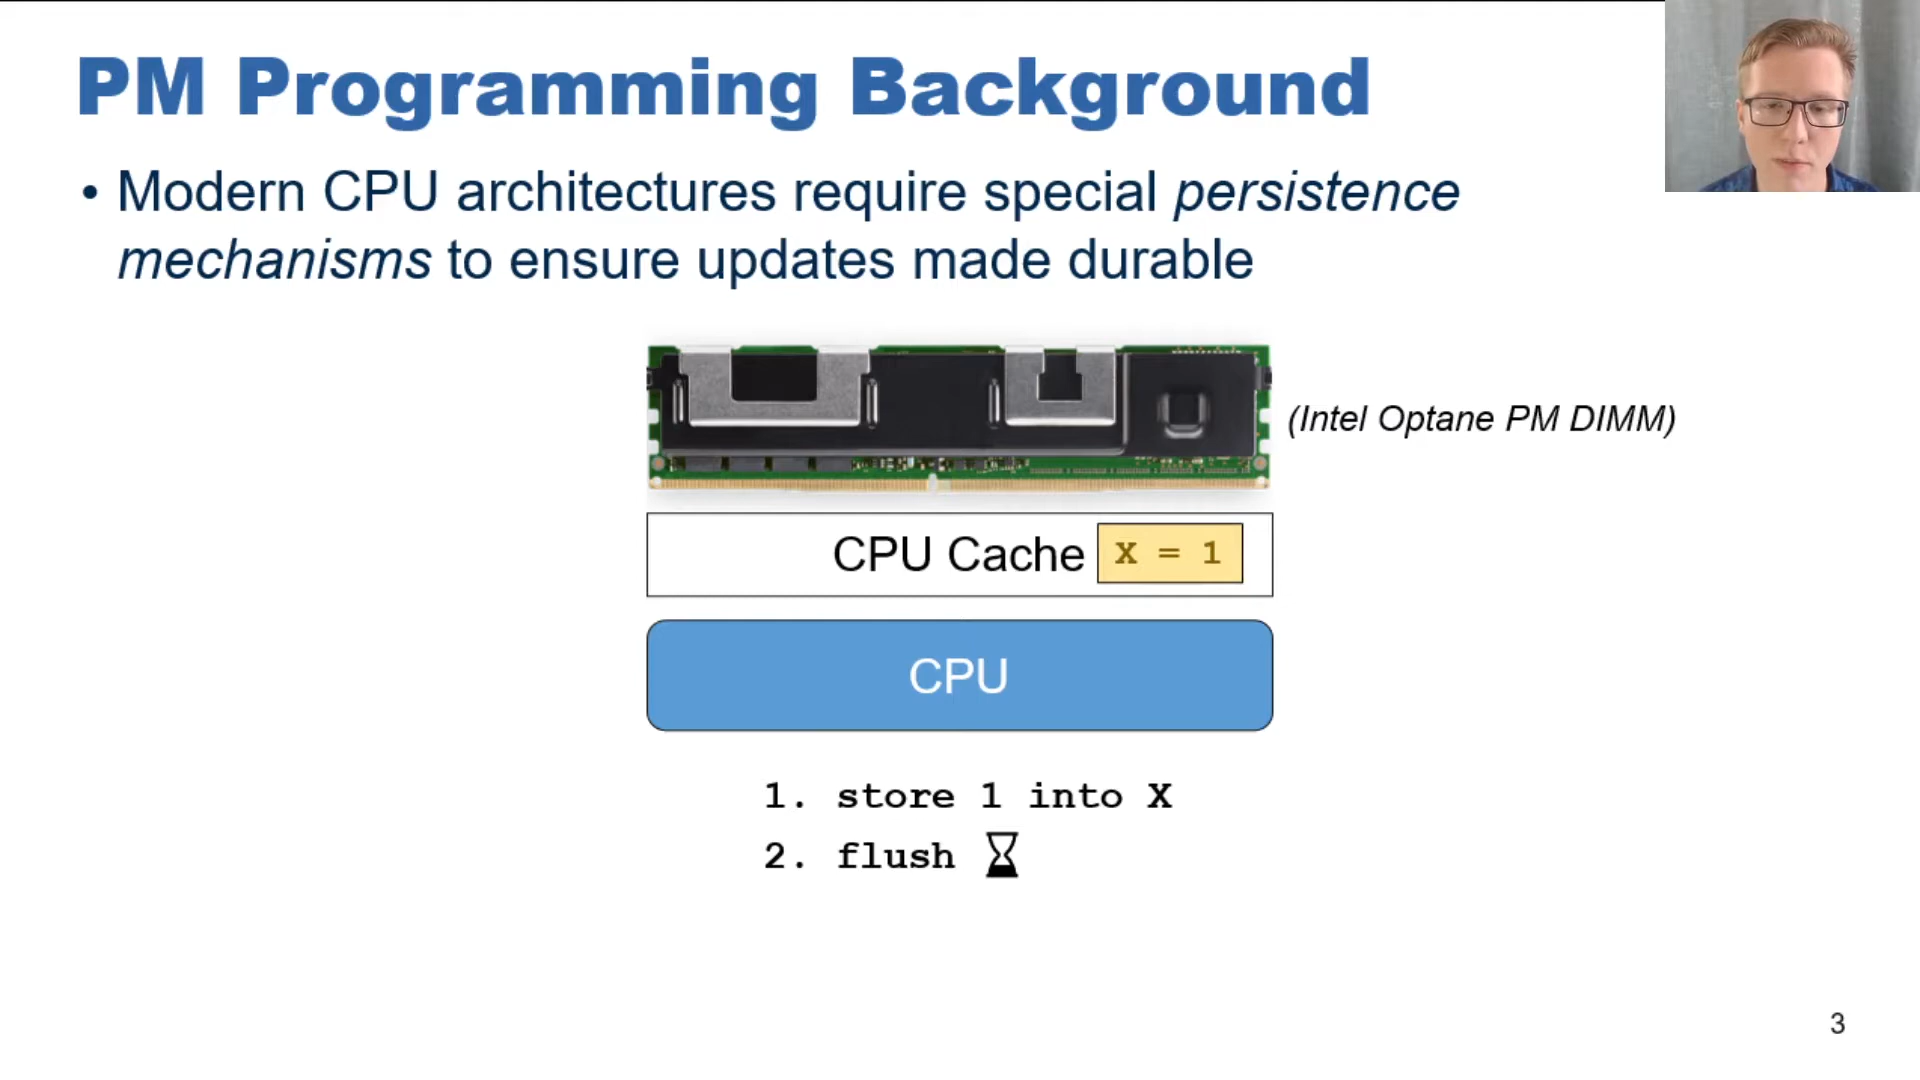 PM Programming Background
• Modern CPU architectures require special persistence
mechanisms to ensure updates made durable
(Intel Optane PM DIMM)
CPU Cache X = 1
CPU
1. store 1 into X
2. flush
3